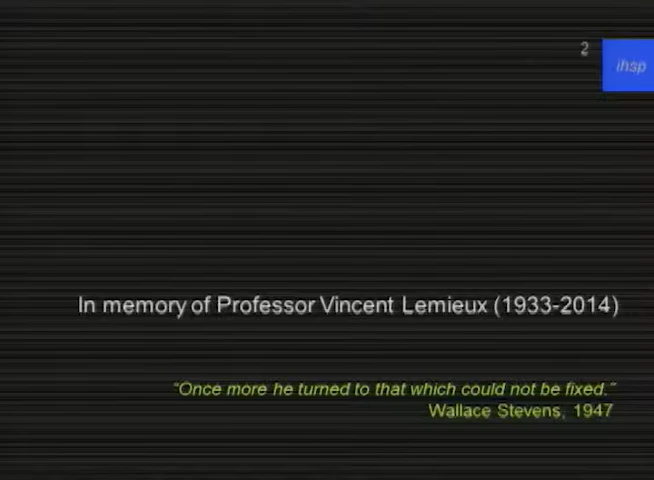 2
ihsp
In memory of Professor Vincent Lemieux (1933-2014)
"Once more he turned to that which could not be fixed."
Wallace Stevens, 1947